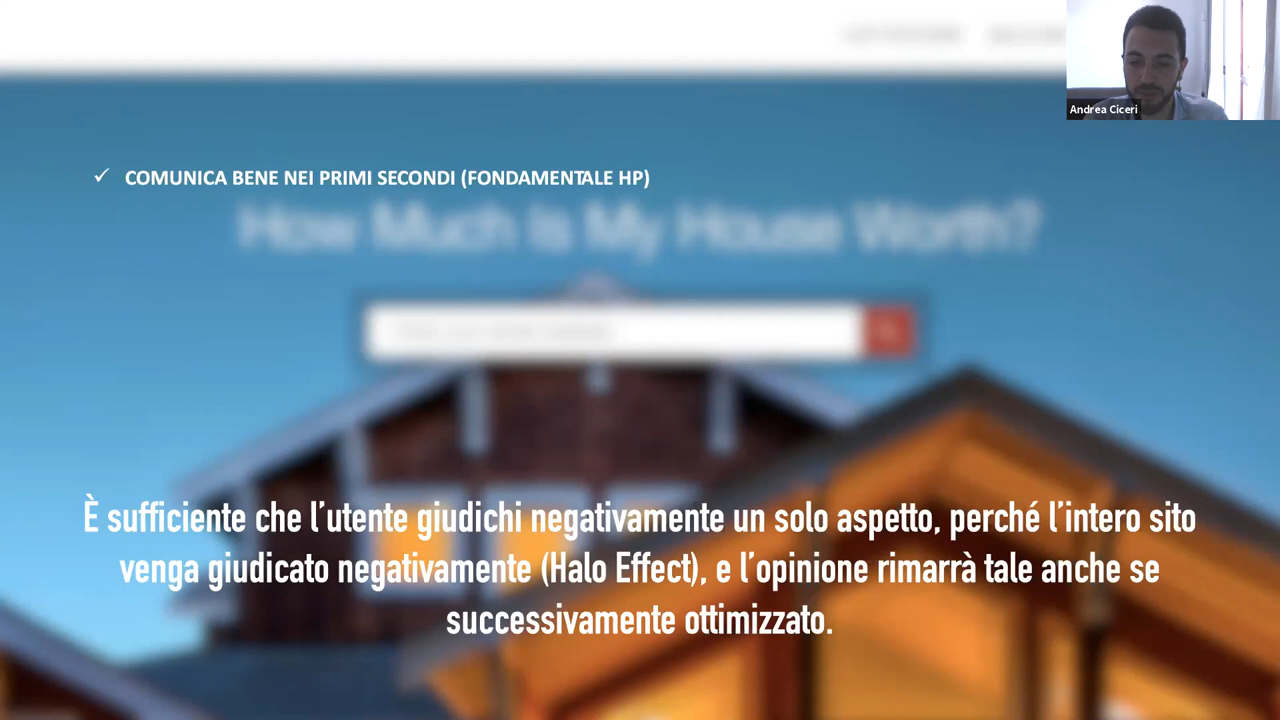 Andrea Ciceri
✓ COMUNICA BENE NEI PRIMI SECONDI (FONDAMENTALE HP)
How Much Is My House Worth?
È sufficiente che l’utente giudichi negativamente un solo aspetto, perché l’intero sito
venga giudicato negativamente (Halo Effect), e l’opinione rimarrà tale anche se
successivamente ottimizzato.